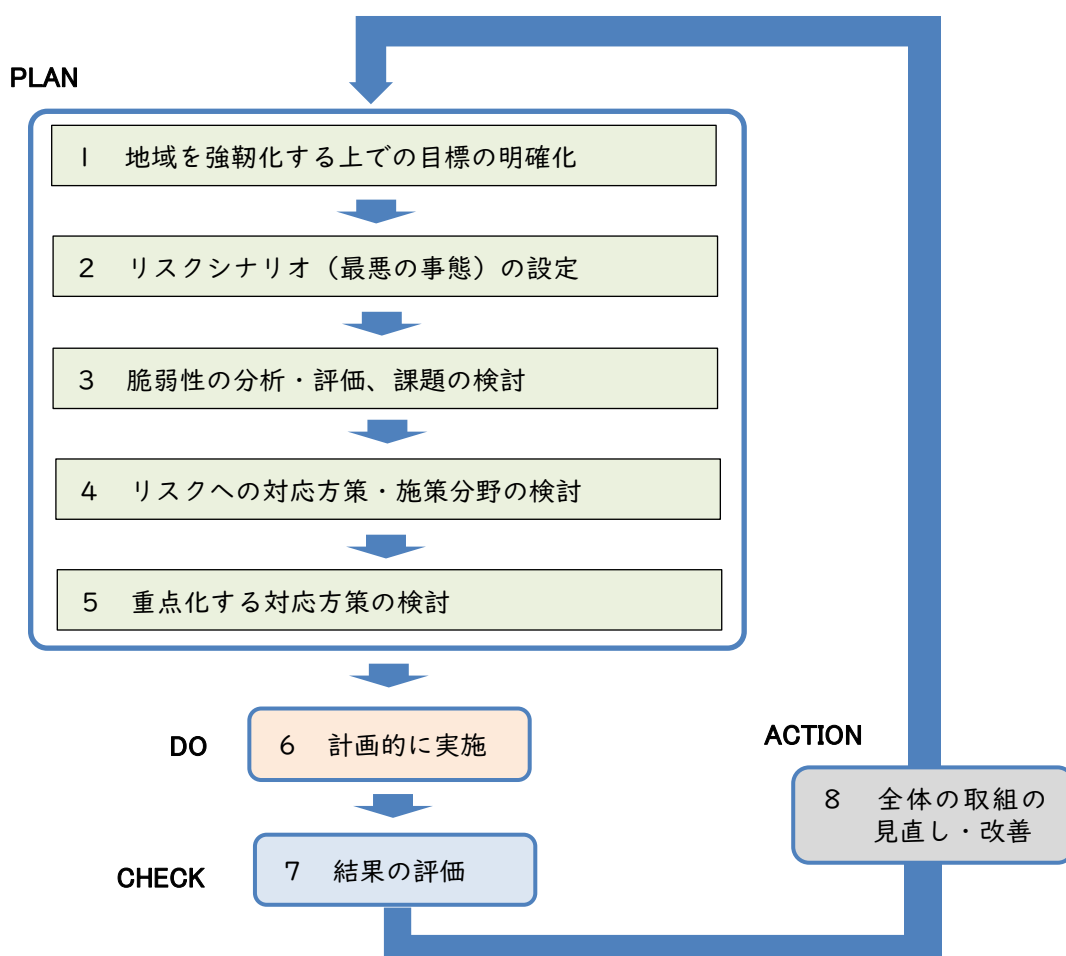 PLAN
1 地域を強靭化する上での目標の明確化
2 リスクシナリオ（最悪の事態）の設定
3 脆弱性の分析・評価、課題の検討
4 リスクへの対応方策・施策分野の検討
5 重点化する対応方策の検討
DO
6 計画的に実施
CHECK
7 結果の評価
ACTION
8 全体の取組の
見直し・改善